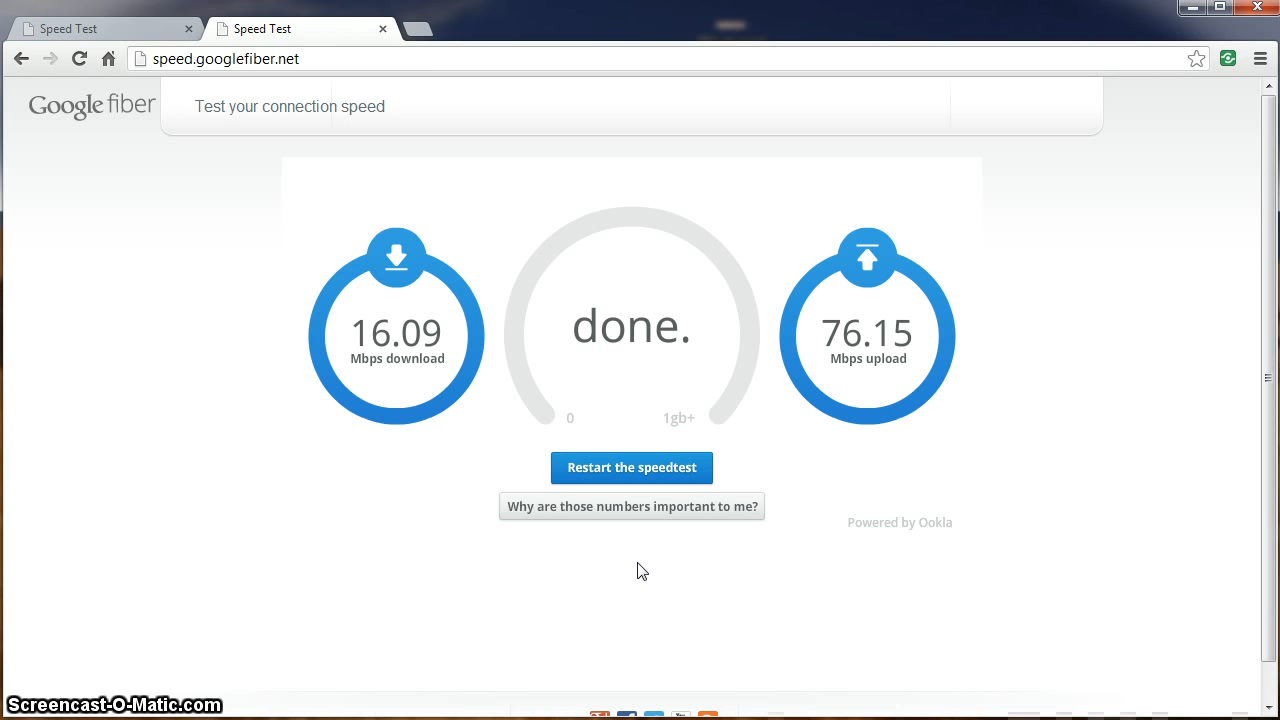 Speed Test
Speed Test
speed.googlefiber.net
Google fiber
Test your connection speed
16.09
Mbps download
done.
0
1gb+
76.15
Mbps upload
Restart the speedtest
Why are those numbers important to me?
Powered by Ookla
Screencast-O-Matic.com